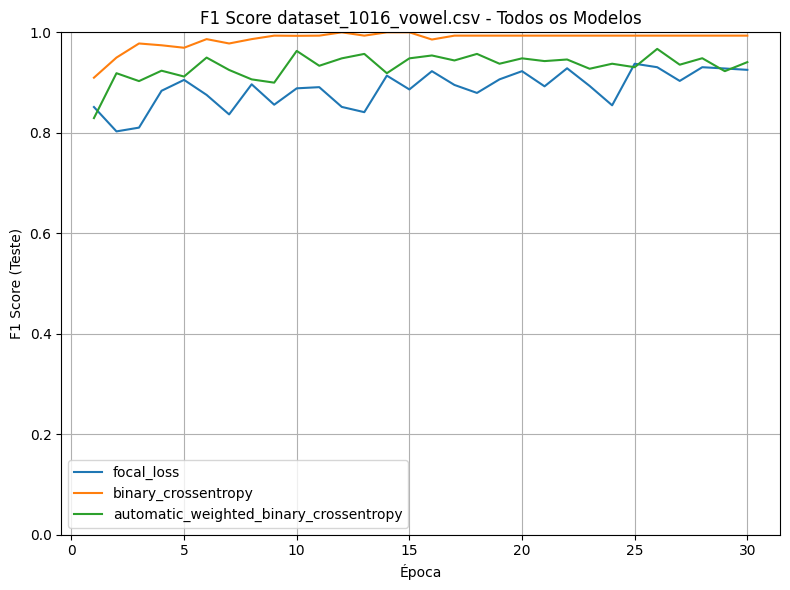 F1 Score dataset_1016_vowel.csv - Todos os Modelos
F1 Score (Teste)
1.0
0.8
0.6
0.4
0.2
0.0
focal_loss
binary_crossentropy
automatic_weighted_binary_crossentropy
0 5 10 15 20 25 30
Época